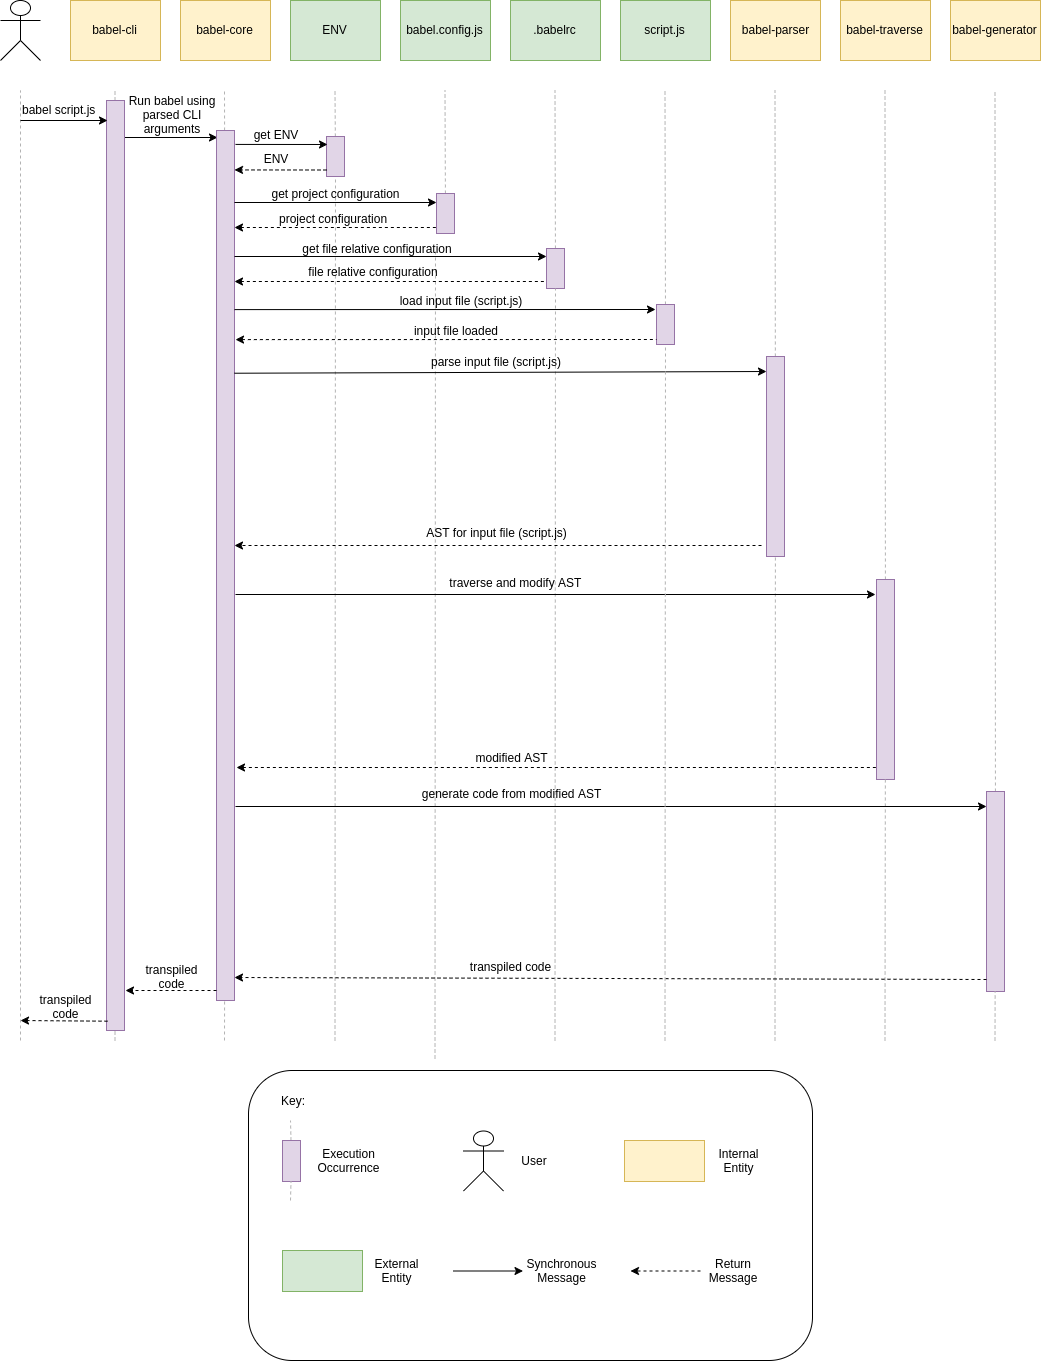 babel-cli
babel-core
ENV
babel.config.js
.babelrc
script.js
babel-parser
babel-traverse
babel-generator
babel script.js
Run babel using
parsed CLI
arguments
get ENV
ENV
get project configuration
project configuration
get file relative configuration
file relative configuration
load input file (script.js)
input file loaded
parse input file (script.js)
AST for input file (script.js)
traverse and modify AST
modified AST
generate code from modified AST
transpiled code
transpiled
code
transpiled
code
Key:
Execution
Occurrence
User
Internal
Entity
External
Entity
Synchronous
Message
Return
Message